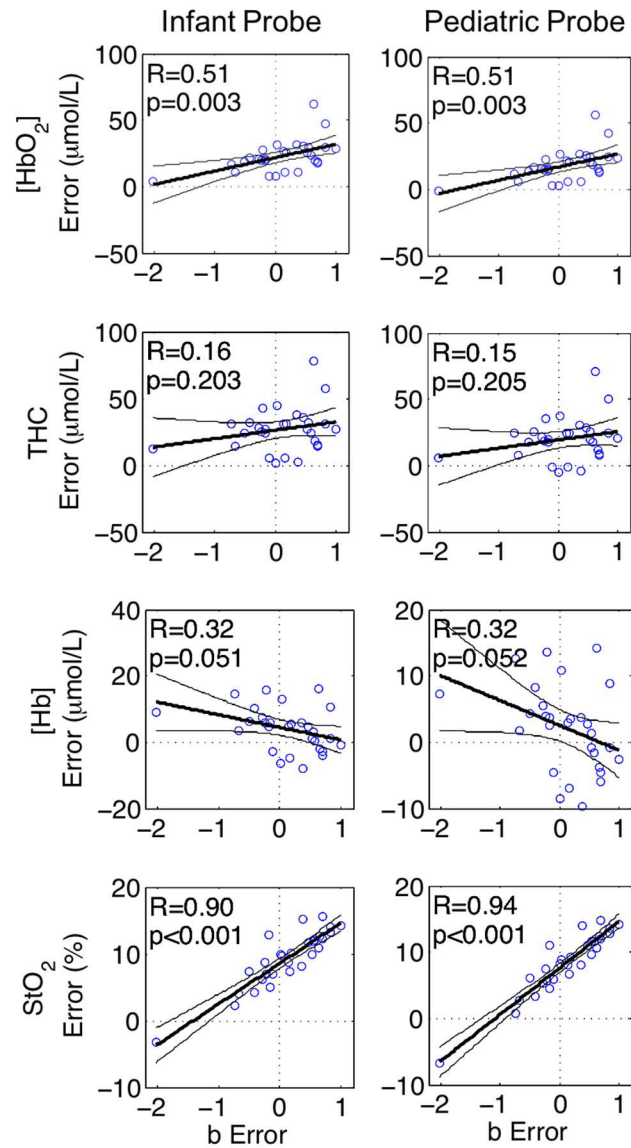 Infant Probe Pediatric Probe
100
R=0.51
p=0.003
50
0
-50
-2 -1 0 1
[HbO2]
Error (μmol/L)
100
R=0.51
p=0.003
50
0
-50
-2 -1 0 1
100
R=0.16
p=0.203
50
0
-50
-2 -1 0 1
THC
Error (μmol/L)
100
R=0.15
p=0.205
50
0
-50
-2 -1 0 1
40
R=0.32
p=0.051
20
0
-20
-2 -1 0 1
[Hb]
Error (μmol/L)
20
R=0.32
p=0.052
10
0
-10
-2 -1 0 1
20
R=0.90
p<0.001
10
0
-10
-2 -1 0 1
StO2
Error (%)
b Error
20
R=0.94
p<0.001
10
0
-10
-2 -1 0 1
b Error